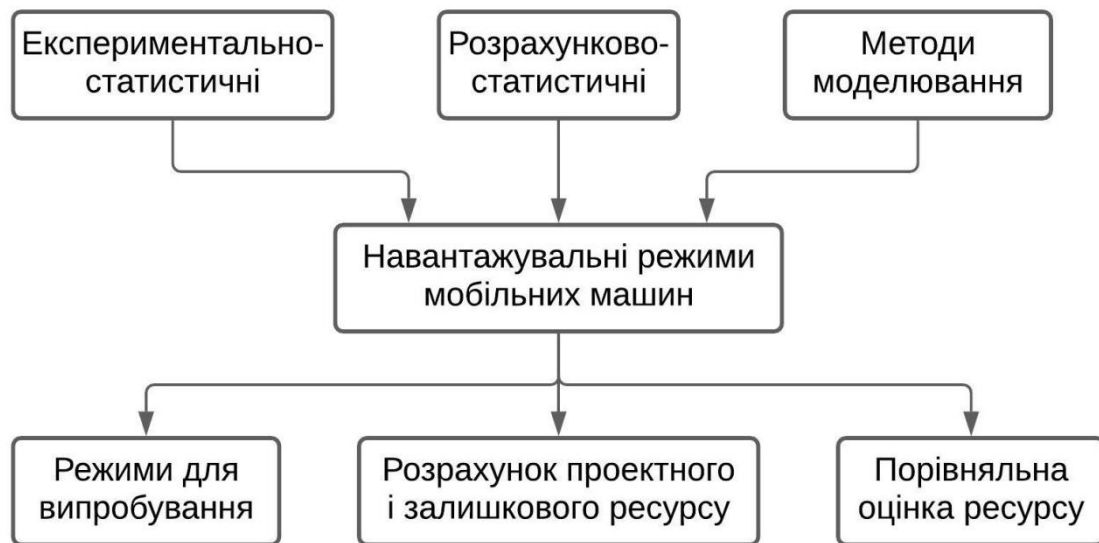 Експериментально-
статистичні
Розрахунково-
статистичні
Методи
моделювання
Навантажувальні режими
мобільних машин
Режими для
випробування
Розрахунок проектного
і залишкового ресурсу
Порівняльна
оцінка ресурсу